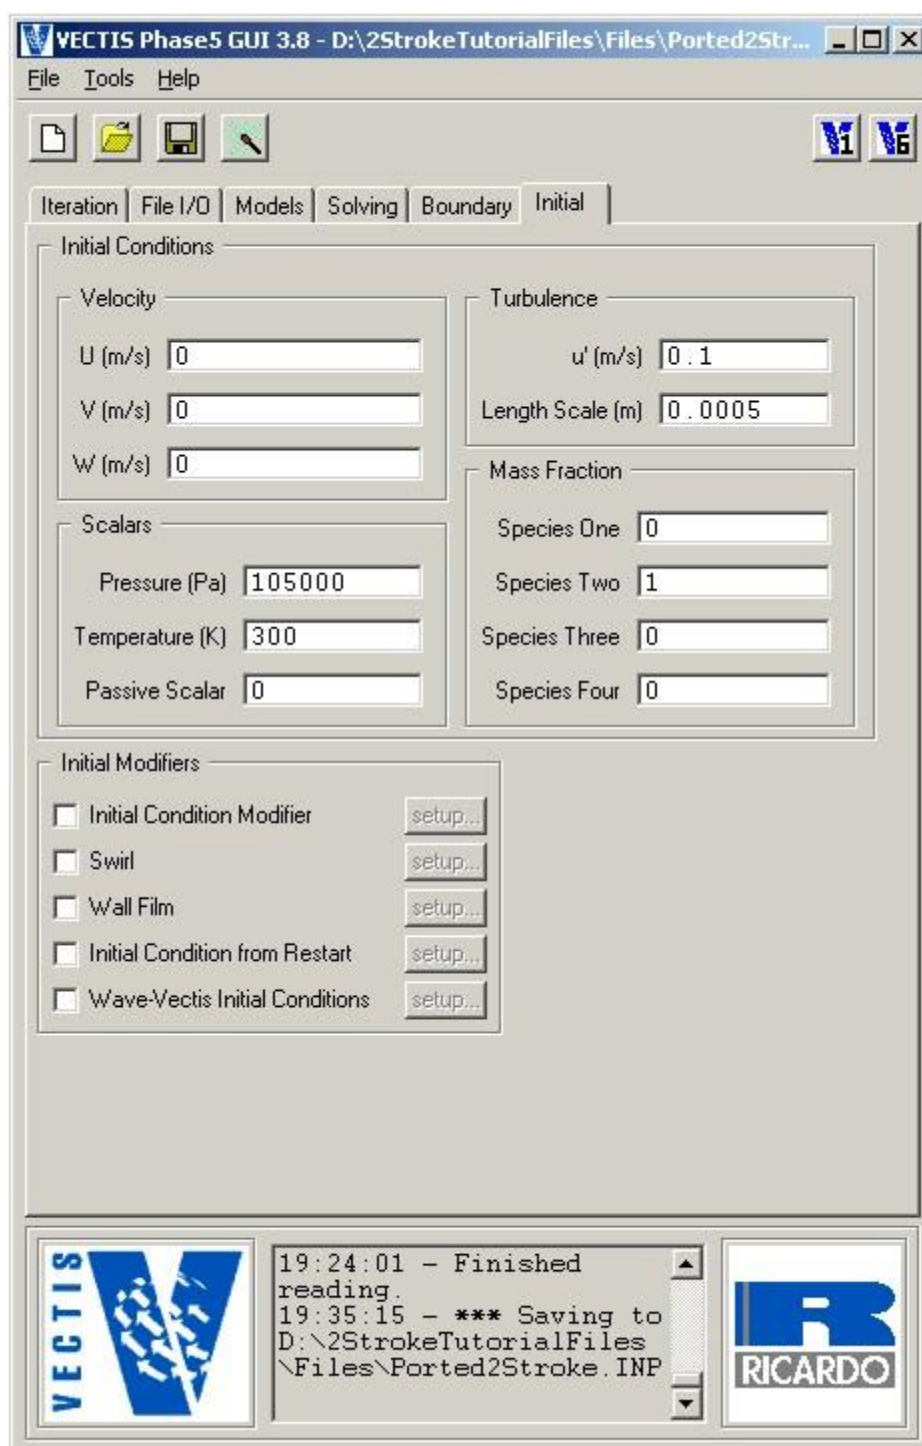 VECTIS Phase5 GUI 3.8 - D:\2StrokeTutorialFiles\Files\Ported2Str...
File Tools Help
1 6
Iteration File I/O Models Solving Boundary Initial
Initial Conditions
Velocity
U (m/s) 0
V (m/s) 0
W (m/s) 0
Turbulence
u' (m/s) 0.1
Length Scale (m) 0.0005
Scalars
Pressure (Pa) 105000
Temperature (K) 300
Passive Scalar 0
Mass Fraction
Species One 0
Species Two 1
Species Three 0
Species Four 0
Initial Modifiers
Initial Condition Modifier setup...
Swirl setup...
Wall Film setup...
Initial Condition from Restart setup...
Wave-Vectis Initial Conditions setup...
VECTIS
19:24:01 - Finished
reading.
19:35:15 - *** Saving to
D:\2StrokeTutorialFiles
\Files\Ported2Stroke.INP
R
RICARDO